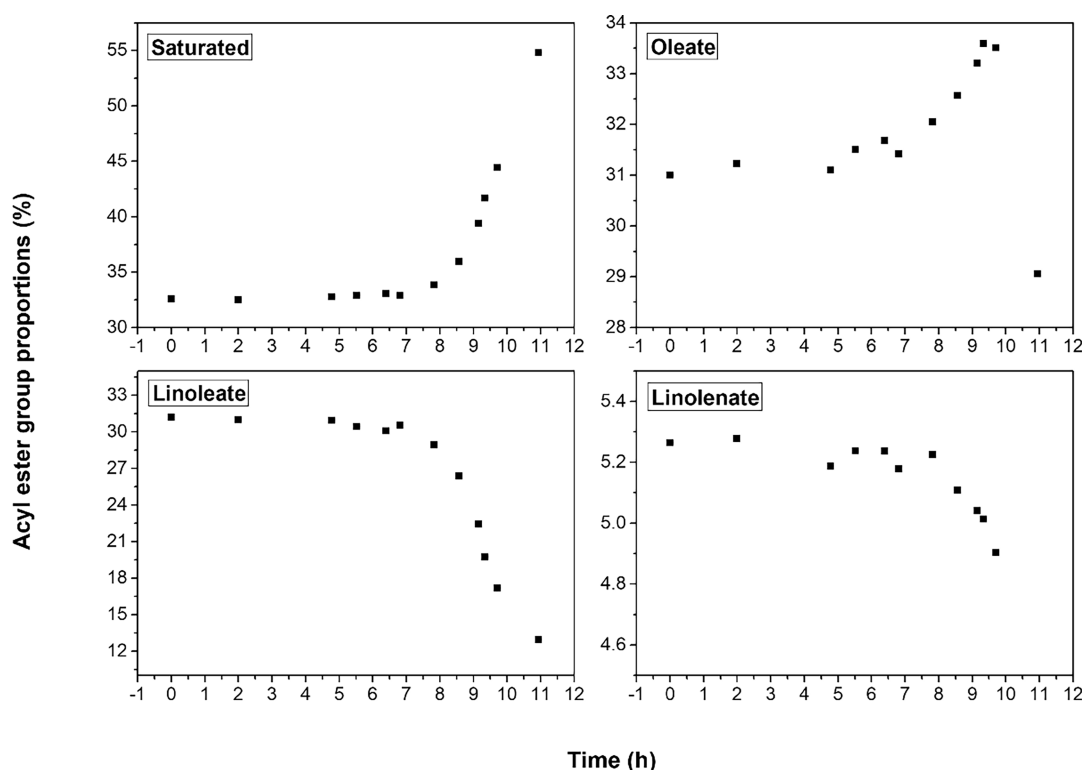 Acyl ester group proportions (%)
Saturated
55
50
45
40
35
30
-1 0 1 2 3 4 5 6 7 8 9 10 11 12
Oleate
34
33
32
31
30
29
28
-1 0 1 2 3 4 5 6 7 8 9 10 11 12
Linoleate
33
30
27
24
21
18
15
12
-1 0 1 2 3 4 5 6 7 8 9 10 11 12
Linolenate
5.4
5.2
5.0
4.8
4.6
-1 0 1 2 3 4 5 6 7 8 9 10 11 12
Time (h)